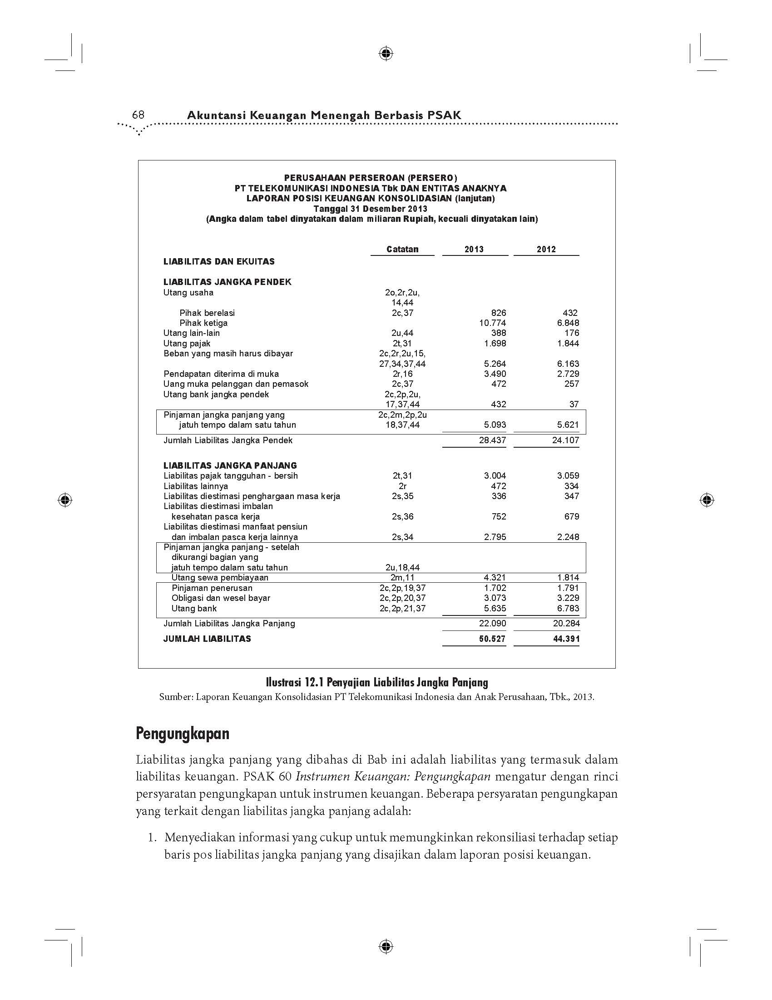 68 Akuntansi Keuangan Menengah Berbasis PSAK
PERUSAHAAN PERSEROAN (PERSERO)
PT TELEKOMUNIKASI INDONESIA Tbk DAN ENTITAS ANAKNYA
LAPORAN POSISI KEUANGAN KONSOLIDASIAN (lanjutan)
Tanggal 31 Desember 2013
(Angka dalam tabel dinyatakan dalam miliaran Rupiah, kecuali dinyatakan lain)
Catatan 2013 2012
LIABILITAS DAN EKUITAS
LIABILITAS JANGKA PENDEK
Utang usaha 2o,2r,2u,
14,44
Pihak berelasi 2c,37 826 432
Pihak ketiga 10.774 6.848
Utang lain-lain 2u,44 388 176
Utang pajak 2t,31 1.698 1.844
Beban yang masih harus dibayar 2c,2r,2u,15,
27,34,37,44 5.264 6.163
Pendapatan diterima di muka 2r,16 3.490 2.729
Uang muka pelanggan dan pemasok 2c,37 472 257
Utang bank jangka pendek 2c,2p,2u,
17,37,44 432 37
Pinjaman jangka panjang yang 2c,2m,2p,2u
jatuh tempo dalam satu tahun 18,37,44 5.093 5.621
Jumlah Liabilitas Jangka Pendek 28.437 24.107
LIABILITAS JANGKA PANJANG
Liabilitas pajak tangguhan - bersih 2t,31 3.004 3.059
Liabilitas lainnya 2r 472 334
Liabilitas diestimasi penghargaan masa kerja 2s,35 336 347
Liabilitas diestimasi imbalan
kesehatan pasca kerja 2s,36 752 679
Liabilitas diestimasi manfaat pensiun
dan imbalan pasca kerja lainnya 2s,34 2.795 2.248
Pinjaman jangka panjang - setelah
dikurangi bagian yang
jatuh tempo dalam satu tahun 2u,18,44
Utang sewa pembiayaan 2m,11 4.321 1.814
Pinjaman penerusan 2c,2p,19,37 1.702 1.791
Obligasi dan wesel bayar 2c,2p,20,37 3.073 3.229
Utang bank 2c,2p,21,37 5.635 6.783
Jumlah Liabilitas Jangka Panjang 22.090 20.284
JUMLAH LIABILITAS 50.527 44.391
Ilustrasi 12.1 Penyajian Liabilitas Jangka Panjang
Sumber: Laporan Keuangan Konsolidasian PT Telekomunikasi Indonesia dan Anak Perusahaan, Tbk., 2013.
Pengungkapan
Liabilitas jangka panjang yang dibahas di Bab ini adalah liabilitas yang termasuk dalam
liabilitas keuangan. PSAK 60 Instrumen Keuangan: Pengungkapan mengatur dengan rinci
persyaratan pengungkapan untuk instrumen keuangan. Beberapa persyaratan pengungkapan
yang terkait dengan liabilitas jangka panjang adalah:
1. Menyediakan informasi yang cukup untuk memungkinkan rekonsiliasi terhadap setiap
baris pos liabilitas jangka panjang yang disajikan dalam laporan posisi keuangan.